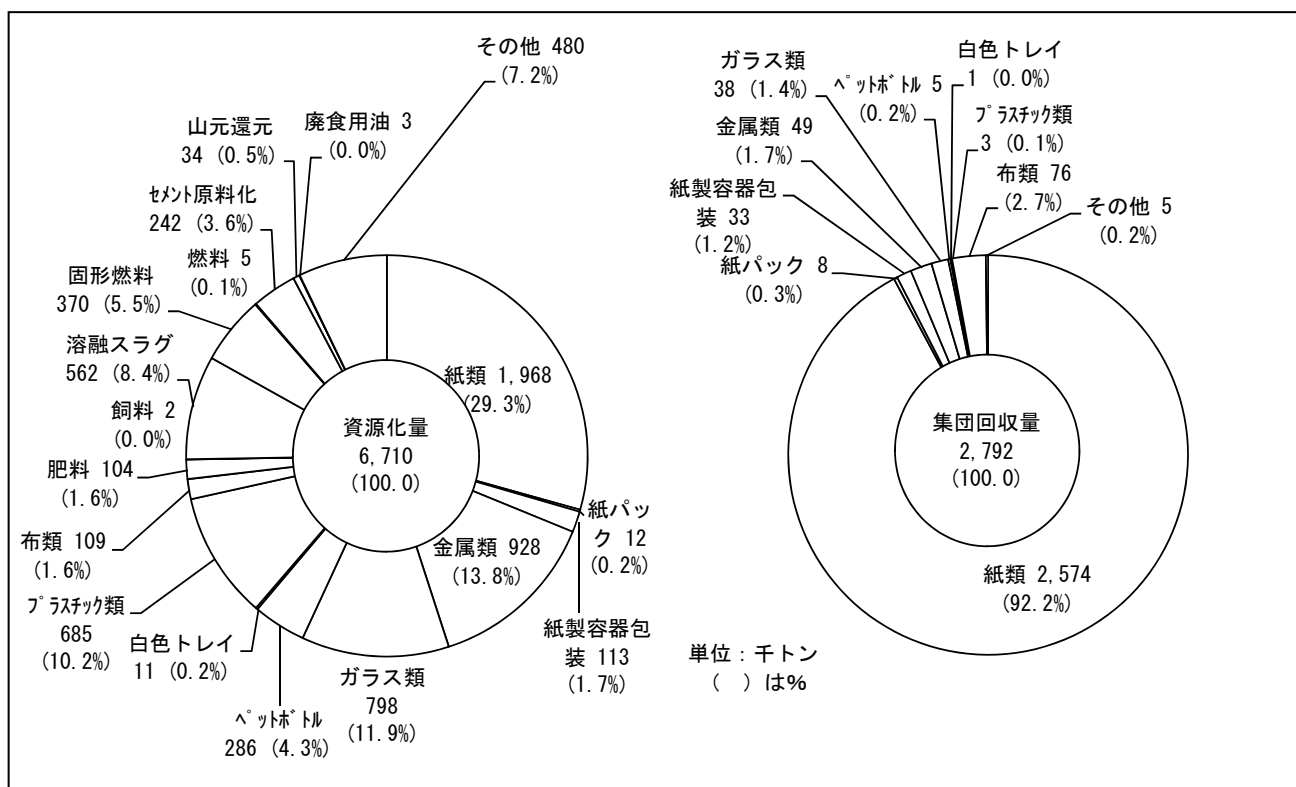 その他 480
(7.2%)
廃食用油 3
(0.0%)
山元還元
34 (0.5%)
ｾﾒﾝﾄ原料化
242 (3.6%)
燃料 5
(0.1%)
固形燃料
370 (5.5%)
溶融スラグ
562 (8.4%)
飼料 2
(0.0%)
肥料 104
(1.6%)
布類 109
(1.6%)
ﾌﾟﾗｽﾁｯｸ類
685
(10.2%)
白色トレイ
11 (0.2%)
ﾍﾟｯﾄﾎﾞﾄﾙ
286 (4.3%)
ガラス類
798
(11.9%)
金属類 928
(13.8%)
紙製容器包
装 113
(1.7%)
紙パッ
ク 12
(0.2%)
紙類 1,968
(29.3%)
資源化量
6,710
(100.0)
ガラス類
38 (1.4%)
ﾍﾟｯﾄﾎﾞﾄﾙ 5
(0.2%)
白色トレイ
1 (0.0%)
ﾌﾟﾗｽﾁｯｸ類
3 (0.1%)
金属類 49
(1.7%)
布類 76
(2.7%)
紙製容器包
装 33
(1.2%)
その他 5
(0.2%)
紙パック 8
(0.3%)
集団回収量
2,792
(100.0)
紙類 2,574
(92.2%)
単位：千トン
（　）は%